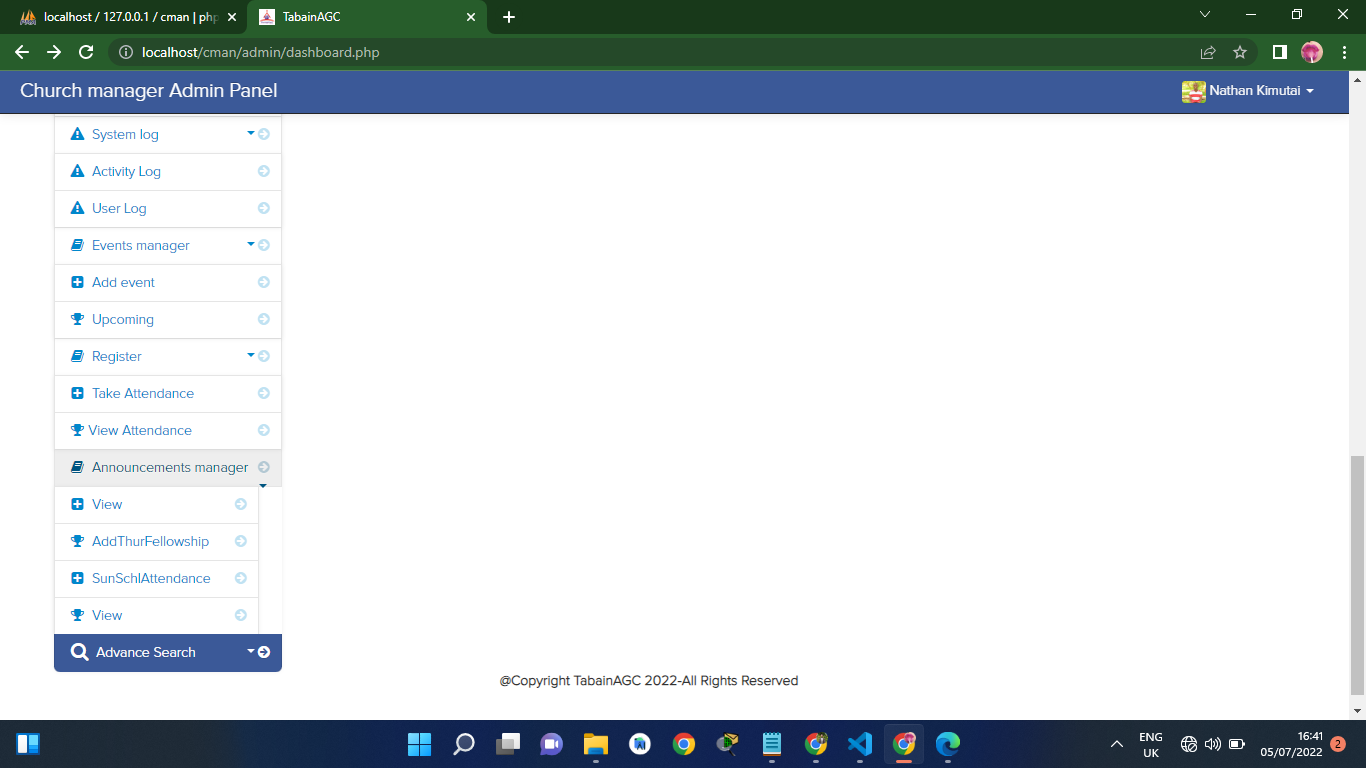 localhost / 127.0.0.1 / cman | php
TabainAGC
localhost/cman/admin/dashboard.php
Church manager Admin Panel
Nathan Kimutai
System log
Activity Log
User Log
Events manager
Add event
Upcoming
Register
Take Attendance
View Attendance
Announcements manager
View
AddThurFellowship
SunSchlAttendance
View
Advance Search
@Copyright TabainAGC 2022-All Rights Reserved
ENG
UK
16:41
05/07/2022
2